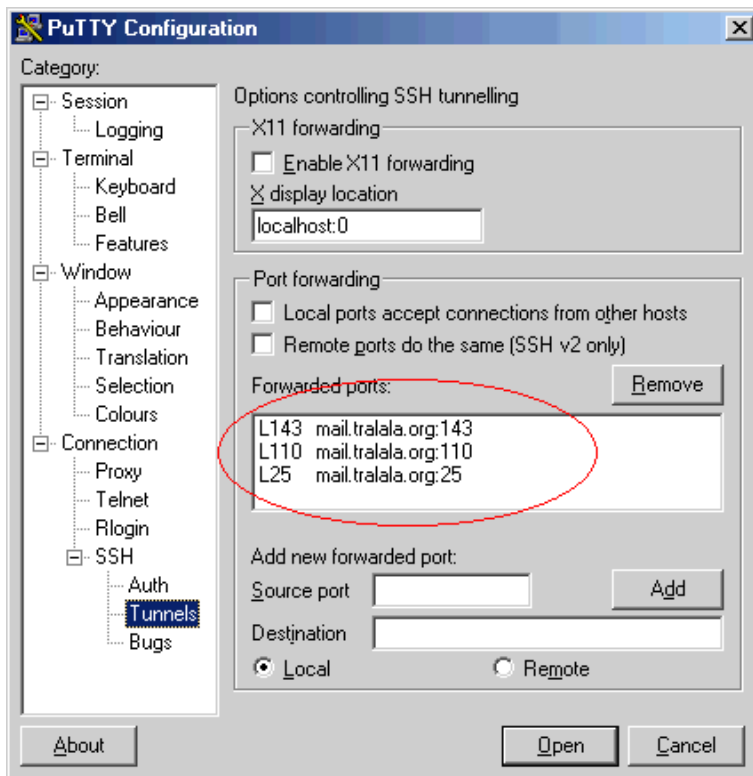 PuTTY Configuration
Category:
Session
Logging
Terminal
Keyboard
Bell
Features
Window
Appearance
Behaviour
Translation
Selection
Colours
Connection
Proxy
Telnet
Rlogin
SSH
Auth
Tunnels
Bugs
Options controlling SSH tunnelling
X11 forwarding
Enable X11 forwarding
X display location
localhost:0
Port forwarding
Local ports accept connections from other hosts
Remote ports do the same (SSH v2 only)
Forwarded ports:
Remove
L143 mail.tralala.org:143
L110 mail.tralala.org:110
L25 mail.tralala.org:25
Add new forwarded port:
Source port
Add
Destination
Local
Remote
About
Open
Cancel